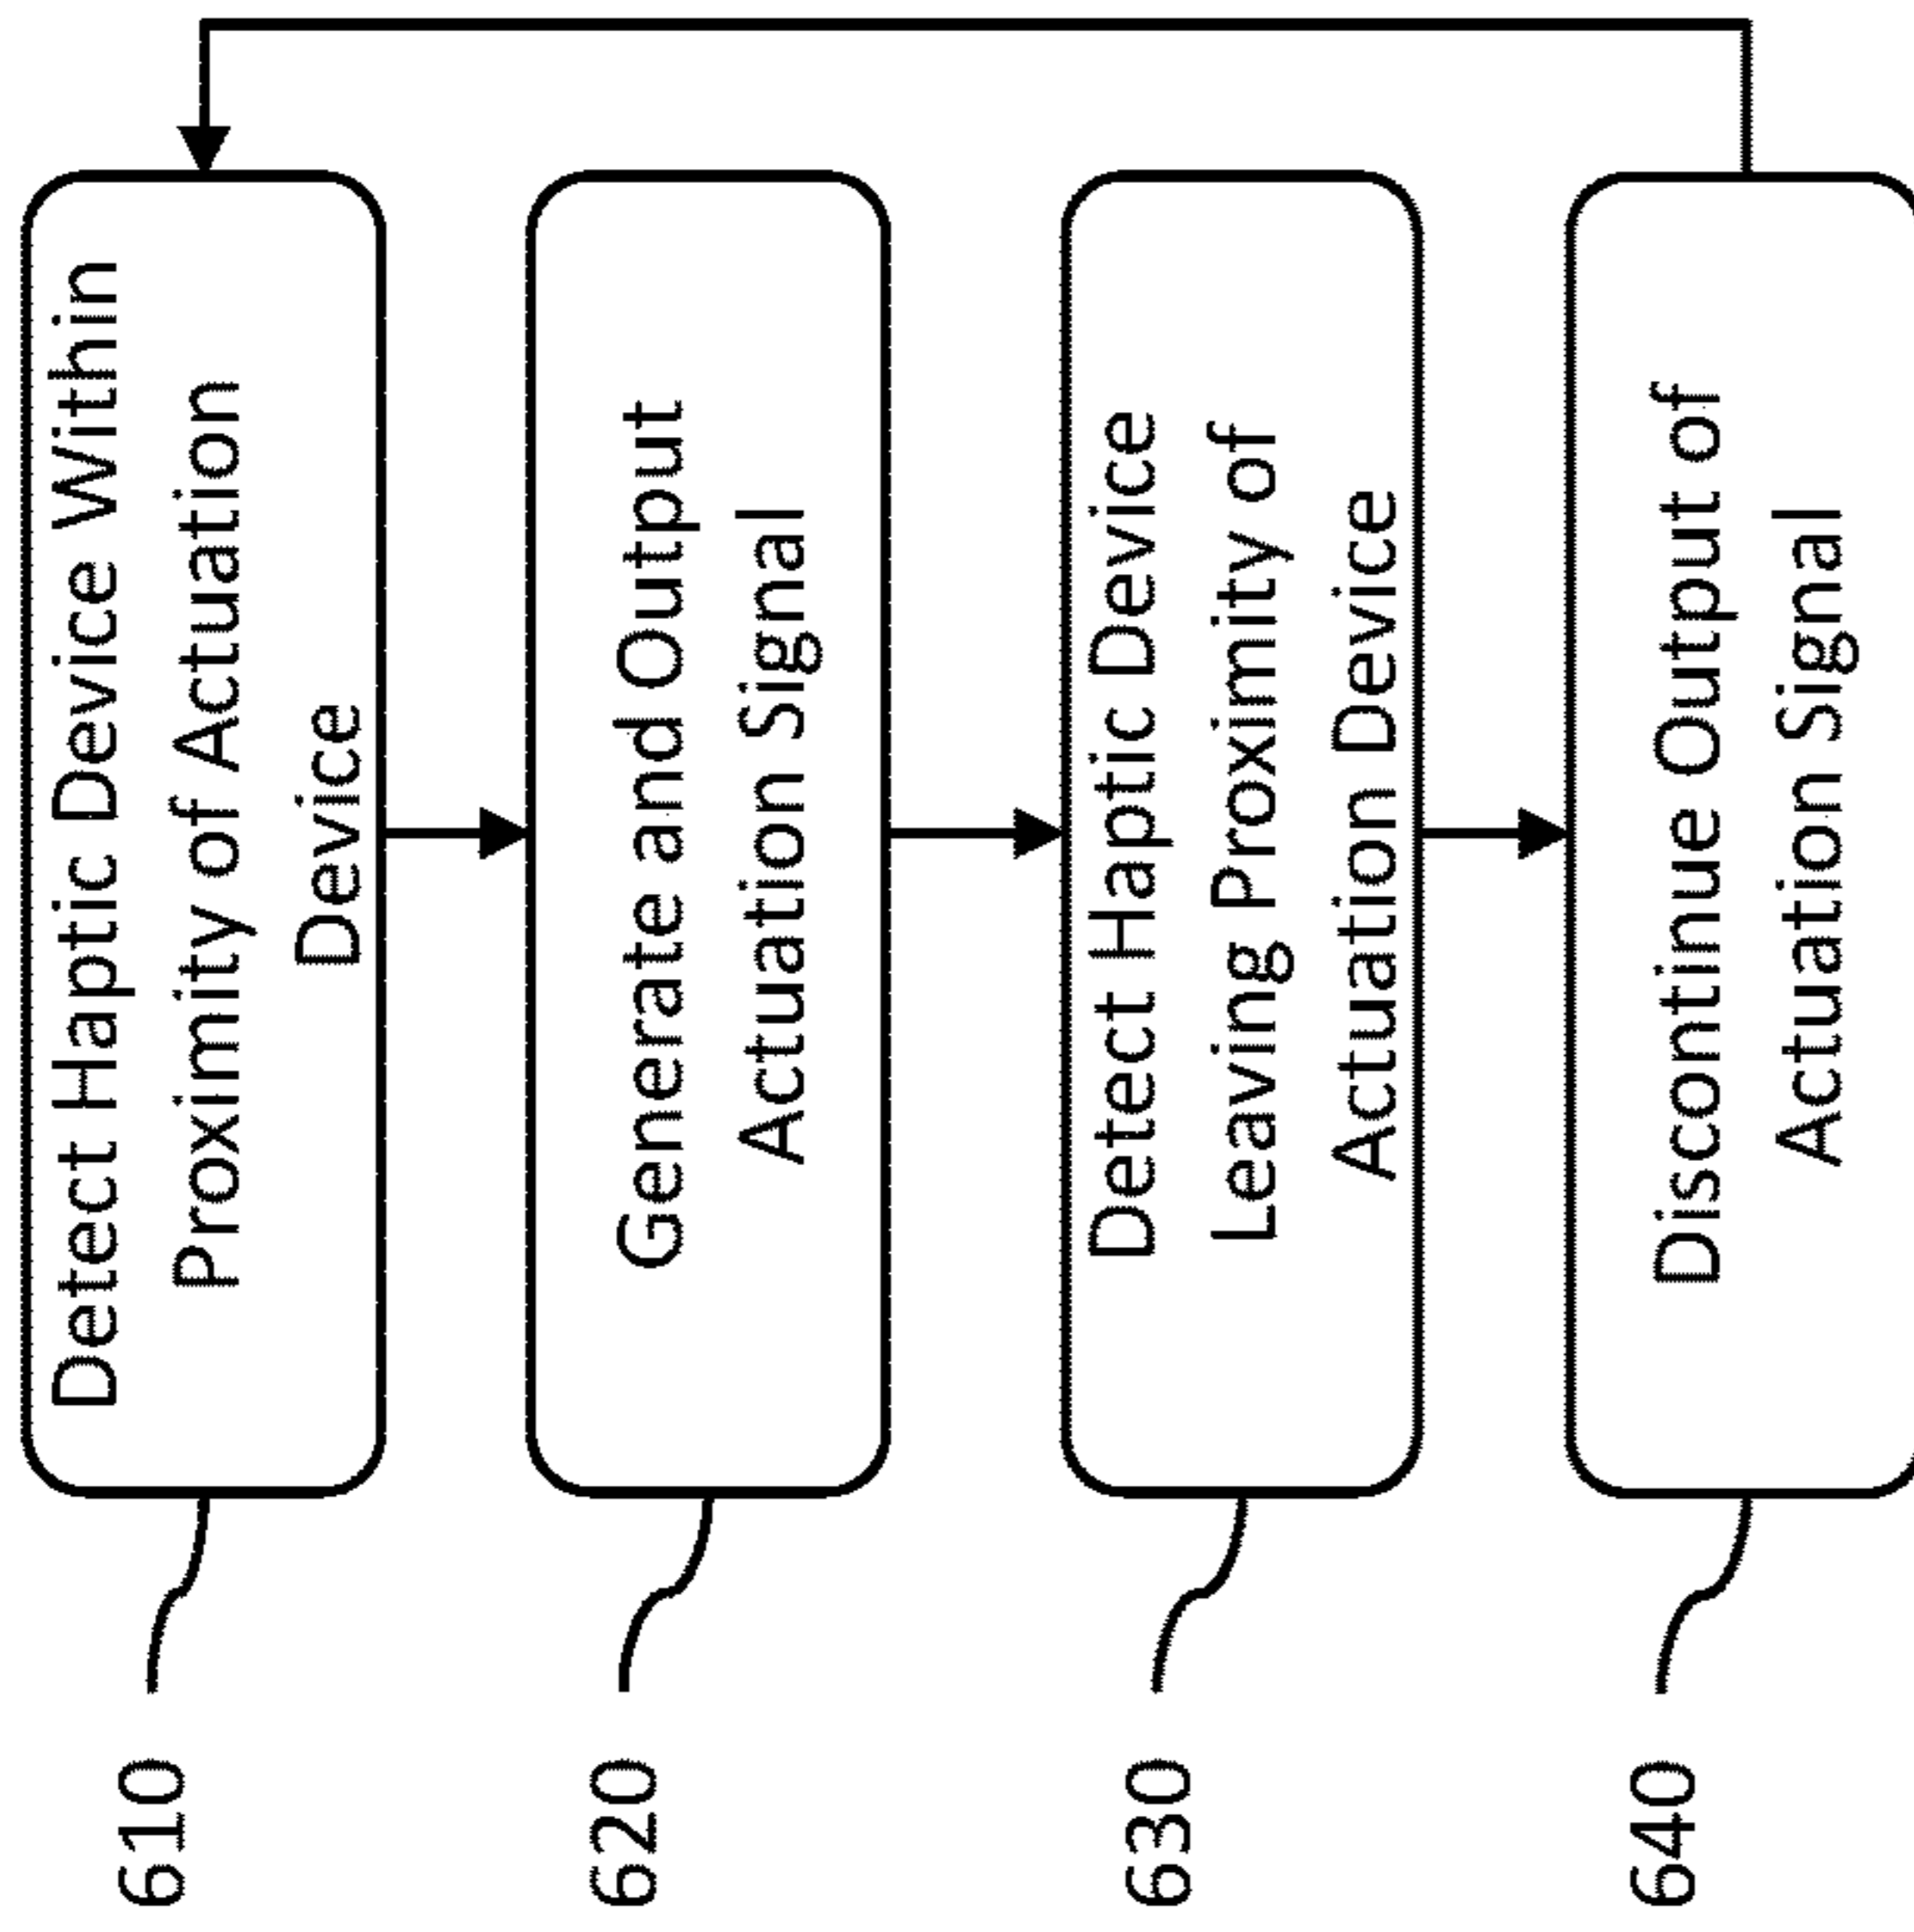 610
Detect Haptic Device Within
Proximity of Actuation
Device
620
Generate and Output
Actuation Signal
630
Detect Haptic Device
Leaving Proximity of
Actuation Device
640
Discontinue Output of
Actuation Signal